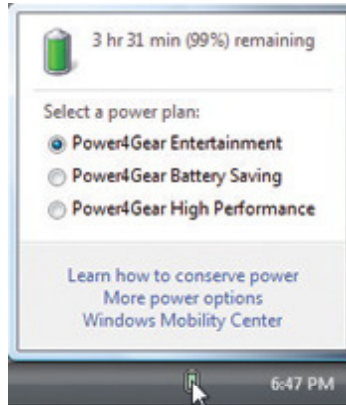 3 hr 31 min (99%) remaining
Select a power plan:
Power4Gear Entertainment
Power4Gear Battery Saving
Power4Gear High Performance
Learn how to conserve power
More power options
Windows Mobility Center
6:47 PM